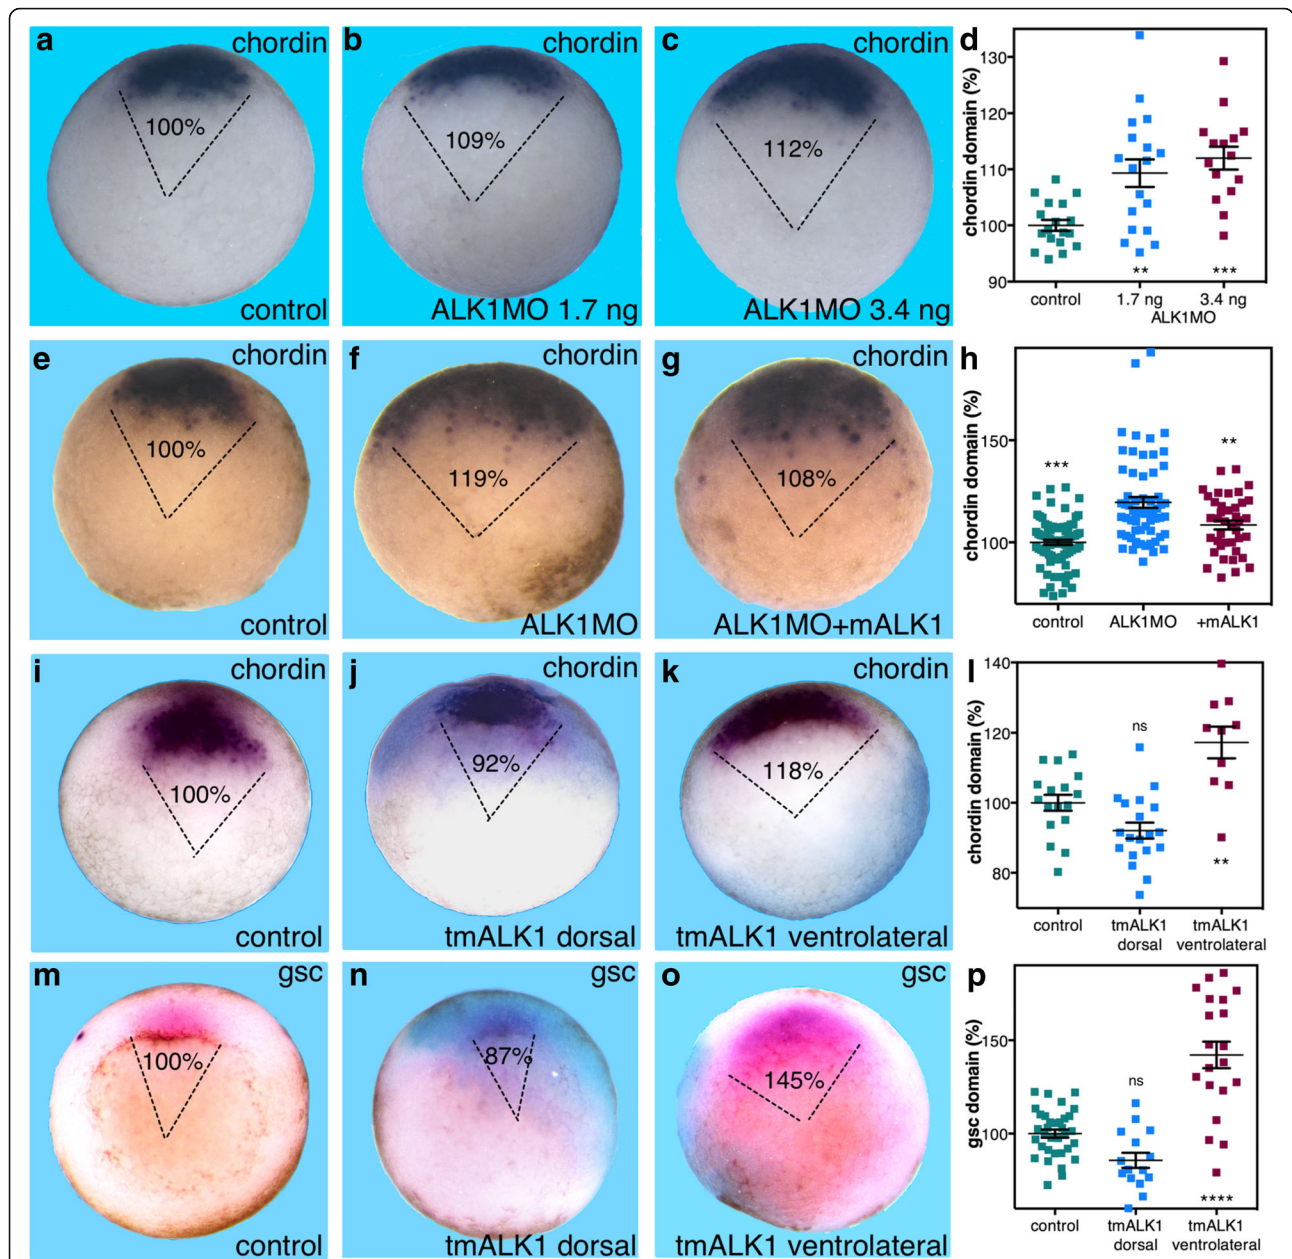 a chordin 100% control
b chordin 109% ALK1MO 1.7 ng
c chordin 112% ALK1MO 3.4 ng
d
chordin domain (%)
130
120
110
100
90
** ***
control 1.7 ng 3.4 ng
ALK1MO
e chordin 100% control
f chordin 119% ALK1MO
g chordin 108% ALK1MO+mALK1
h
chordin domain (%)
150
100
*** **
control ALK1MO +mALK1
i chordin 100% control
j chordin 92% tmALK1 dorsal
k chordin 118% tmALK1 ventrolateral
l
chordin domain (%)
140
120
100
80
ns **
control tmALK1 tmALK1
dorsal ventrolateral
m gsc 100% control
n gsc 87% tmALK1 dorsal
o gsc 145% tmALK1 ventrolateral
p
gsc domain (%)
150
100
ns ****
control tmALK1 tmALK1
dorsal ventrolateral